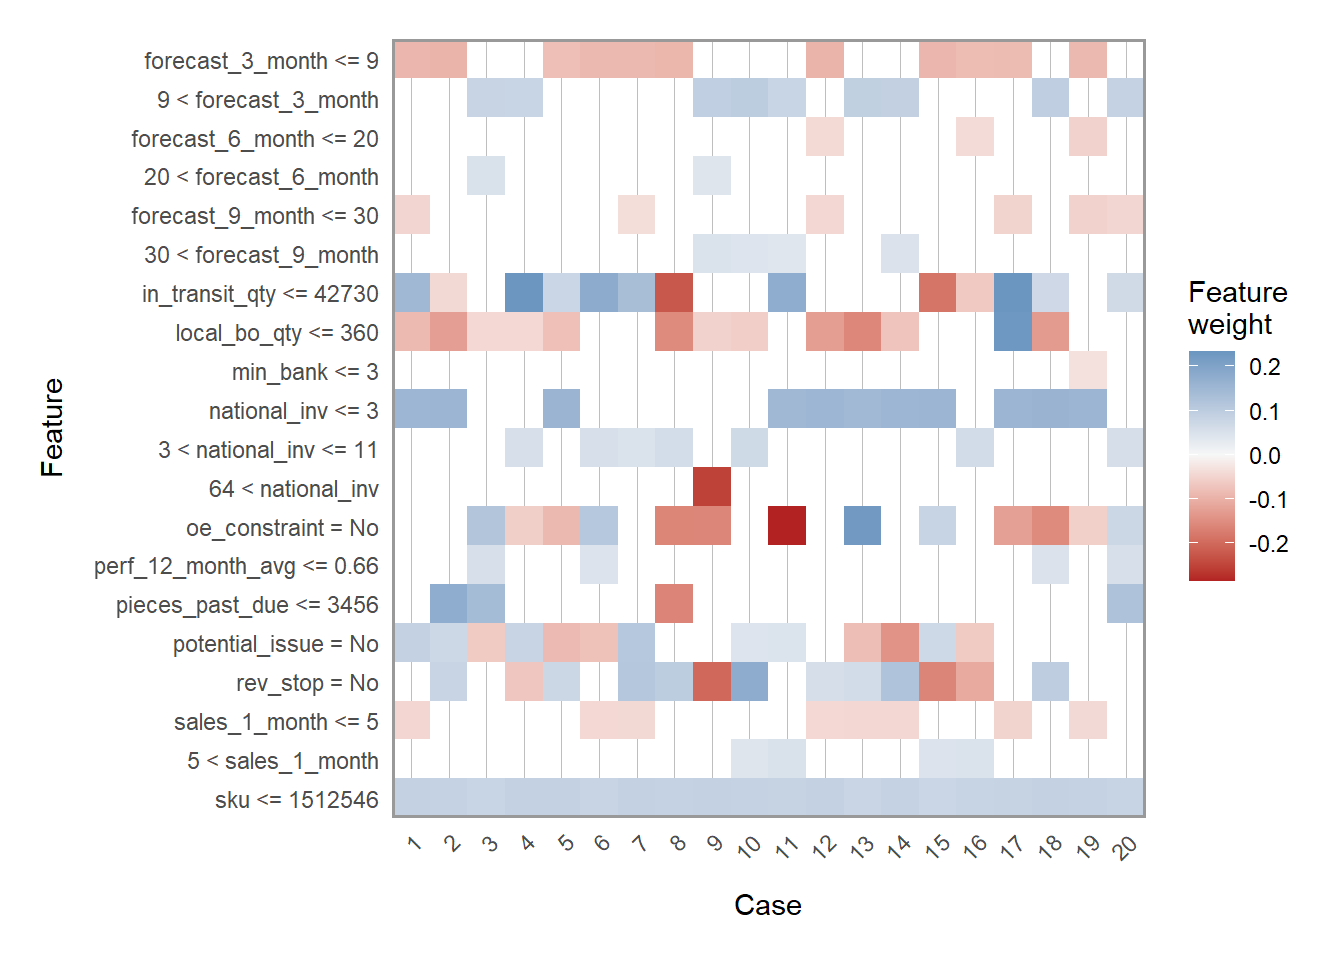 forecast_3_month <= 9
9 < forecast_3_month
forecast_6_month <= 20
20 < forecast_6_month
forecast_9_month <= 30
30 < forecast_9_month
in_transit_qty <= 42730
local_bo_qty <= 360
min_bank <= 3
national_inv <= 3
3 < national_inv <= 11
64 < national_inv
oe_constraint = No
perf_12_month_avg <= 0.66
pieces_past_due <= 3456
potential_issue = No
rev_stop = No
sales_1_month <= 5
5 < sales_1_month
sku <= 1512546
Feature
1 2 3 4 5 6 7 8 9 10 11 12 13 14 15 16 17 18 19 20
Case
Feature
weight
0.2
0.1
0.0
-0.1
-0.2